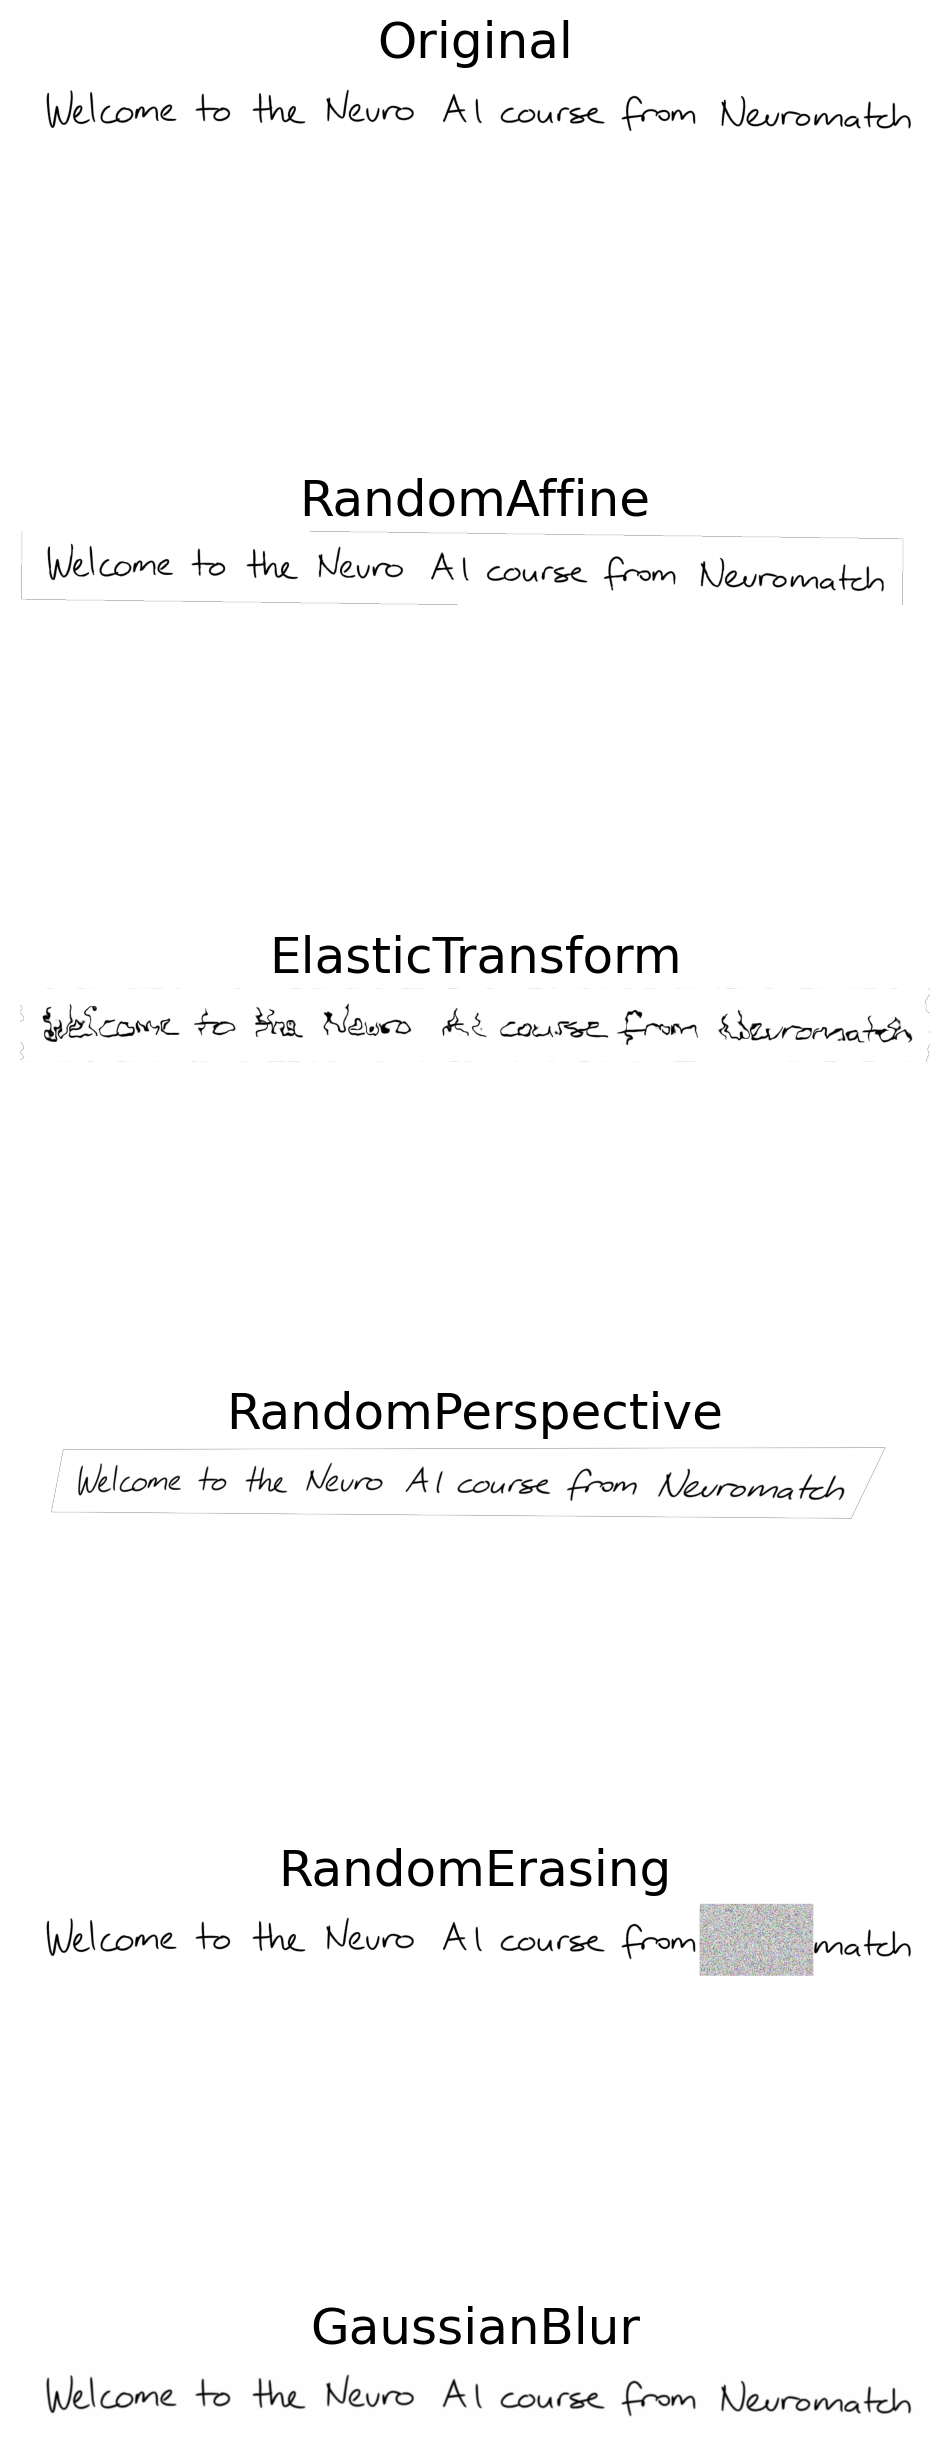 Original
Welcome to the Neuro AI course from Neuromatch
RandomAffine
Welcome to the Neuro AI course from Neuromatch
ElasticTransform
Welcome to the Neuro AI course from Neuromatch
RandomPerspective
Welcome to the Neuro AI course from Neuromatch
RandomErasing
Welcome to the Neuro AI course from match
GaussianBlur
Welcome to the Neuro AI course from Neuromatch